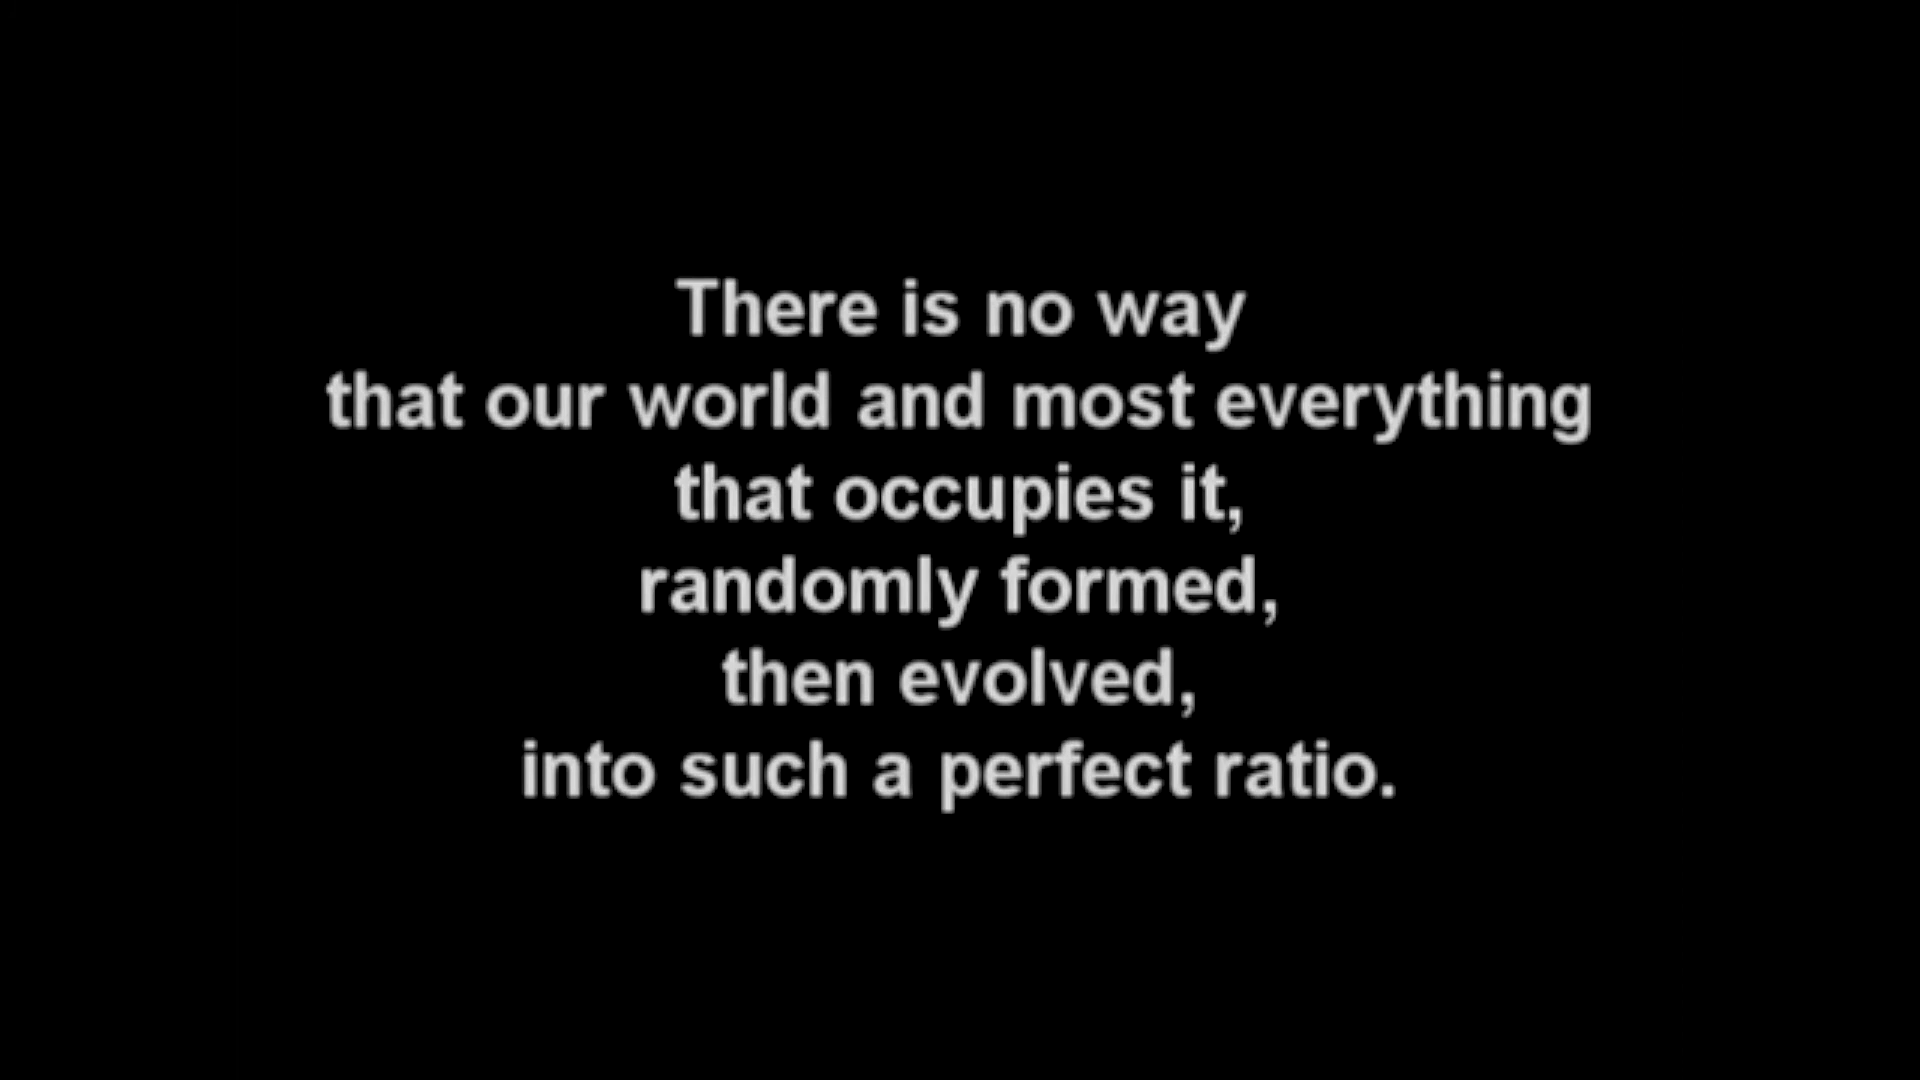 There is no way
that our world and most everything
that occupies it,
randomly formed,
then evolved,
into such a perfect ratio.